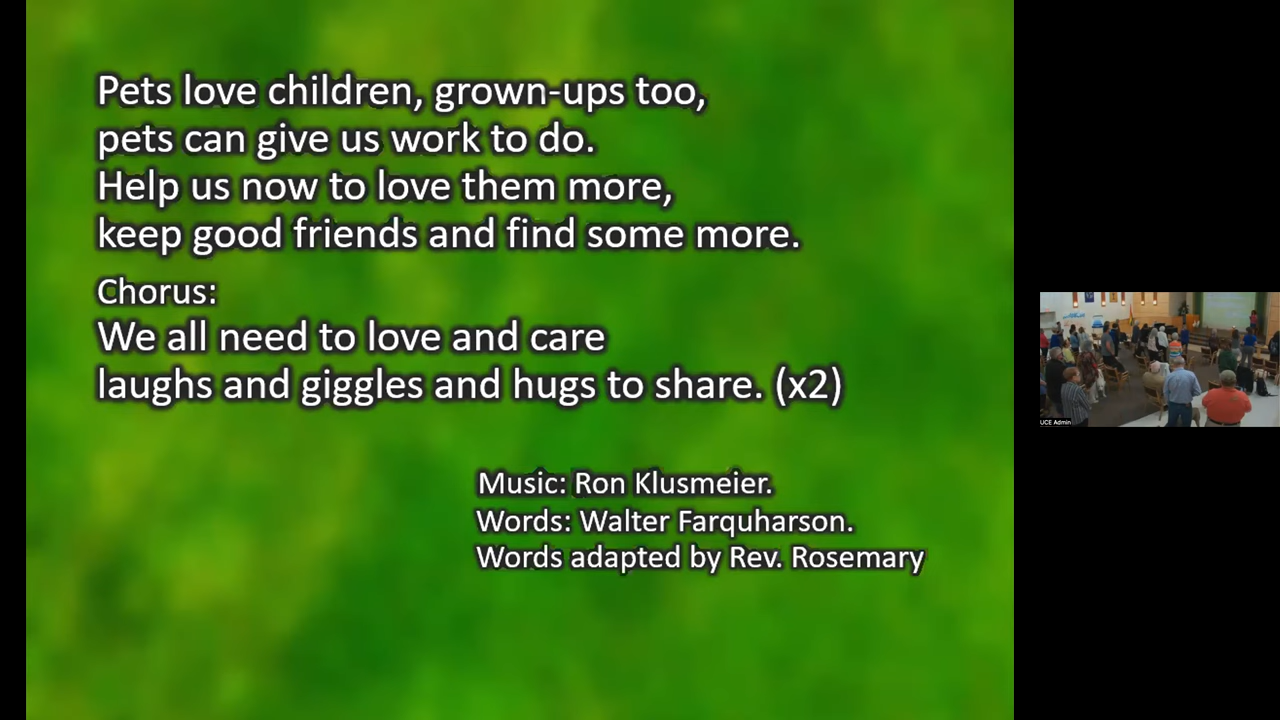 Pets love children, grown-ups too,
pets can give us work to do.
Help us now to love them more,
keep good friends and find some more.
Chorus:
We all need to love and care
laughs and giggles and hugs to share. (x2)
Music: Ron Klusmeier.
Words: Walter Farquharson.
Words adapted by Rev. Rosemary
UCE Admin